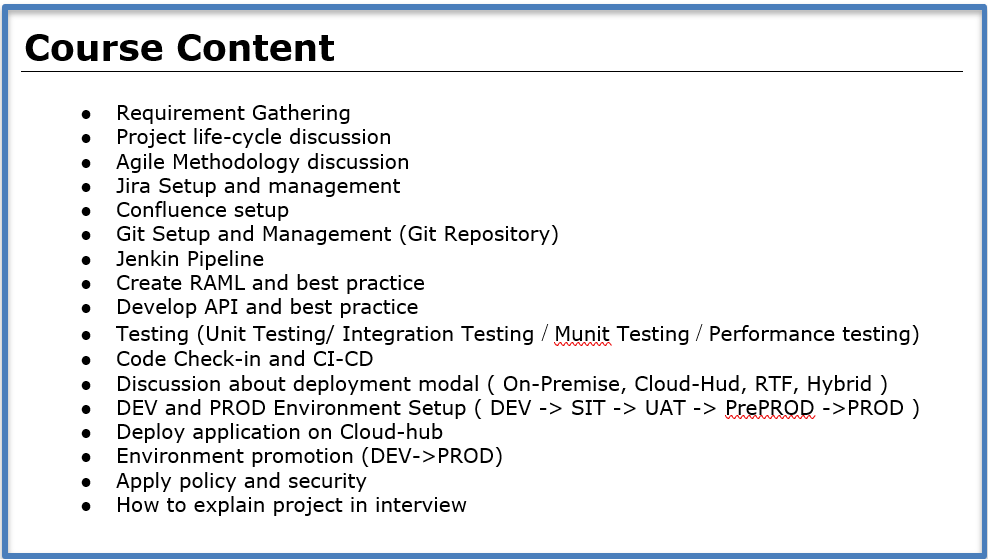 Course Content
● Requirement Gathering
● Project life-cycle discussion
● Agile Methodology discussion
● Jira Setup and management
● Confluence setup
● Git Setup and Management (Git Repository)
● Jenkin Pipeline
● Create RAML and best practice
● Develop API and best practice
● Testing (Unit Testing/ Integration Testing / Munit Testing / Performance testing)
● Code Check-in and CI-CD
● Discussion about deployment modal ( On-Premise, Cloud-Hud, RTF, Hybrid )
● DEV and PROD Environment Setup ( DEV -> SIT -> UAT -> PrePROD ->PROD )
● Deploy application on Cloud-hub
● Environment promotion (DEV->PROD)
● Apply policy and security
● How to explain project in interview